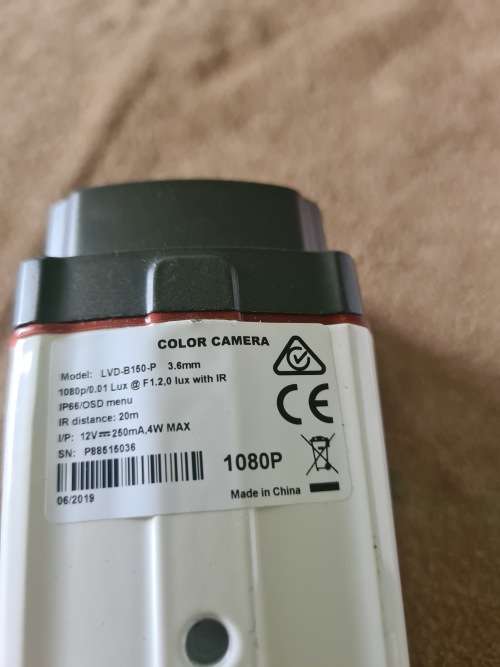 COLOR CAMERA
Model: LVD-B150-P 3.6mm
1080p/0.01 Lux @ F1.2,0 lux with IR
IP66/OSD menu
IR distance: 20m
I/P: 12V⎓250mA,4W MAX
SN: P88515036
CE
1080P
06/2019
Made in China